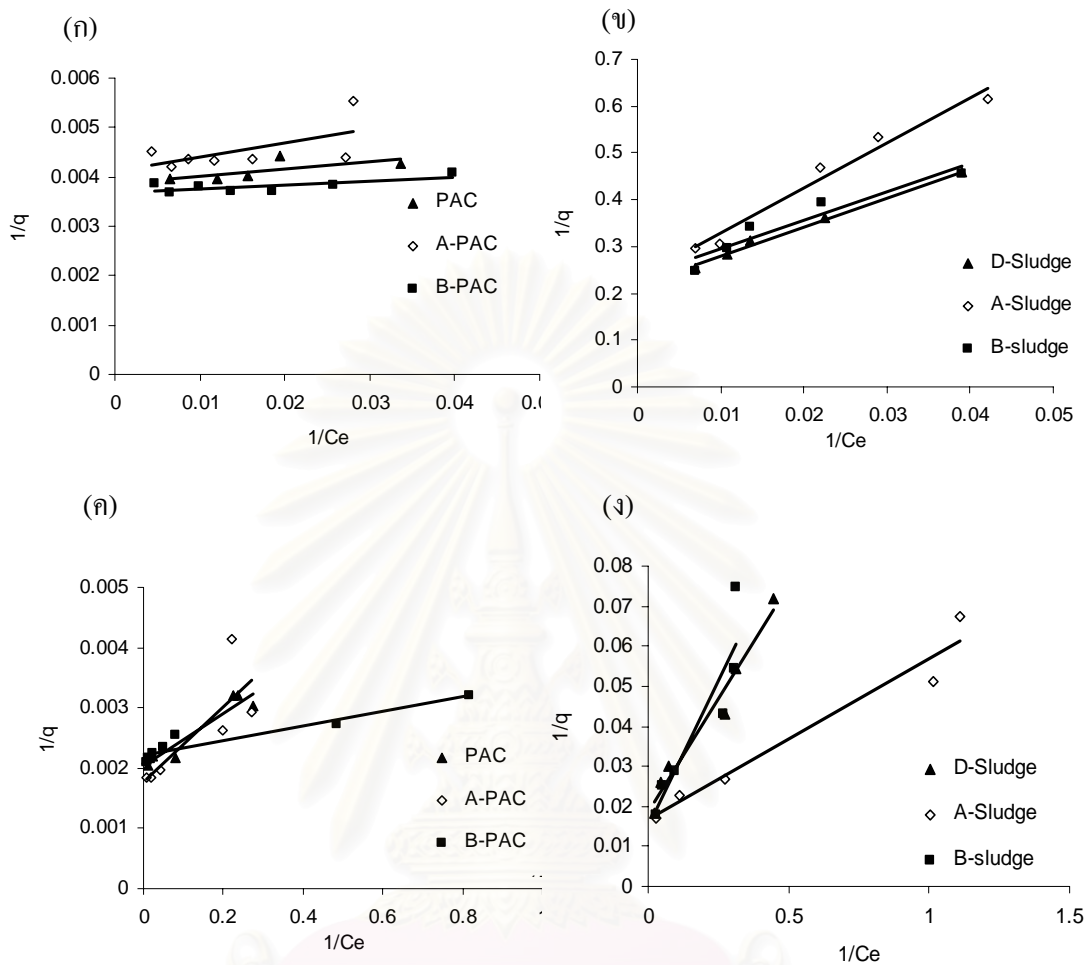 (ก)
0.006
0.005
0.004
0.003
0.002
0.001
0
1/q
0 0.01 0.02 0.03 0.04
1/Ce
PAC
A-PAC
B-PAC
(ข)
0.7
0.6
0.5
0.4
0.3
0.2
0.1
0
1/q
0 0.01 0.02 0.03 0.04 0.05
1/Ce
D-Sludge
A-Sludge
B-sludge
(ค)
0.005
0.004
0.003
0.002
0.001
0
1/q
0 0.2 0.4 0.6 0.8
1/Ce
PAC
A-PAC
B-PAC
(ง)
0.08
0.07
0.06
0.05
0.04
0.03
0.02
0.01
0
1/q
0 0.5 1 1.5
1/Ce
D-Sludge
A-Sludge
B-sludge